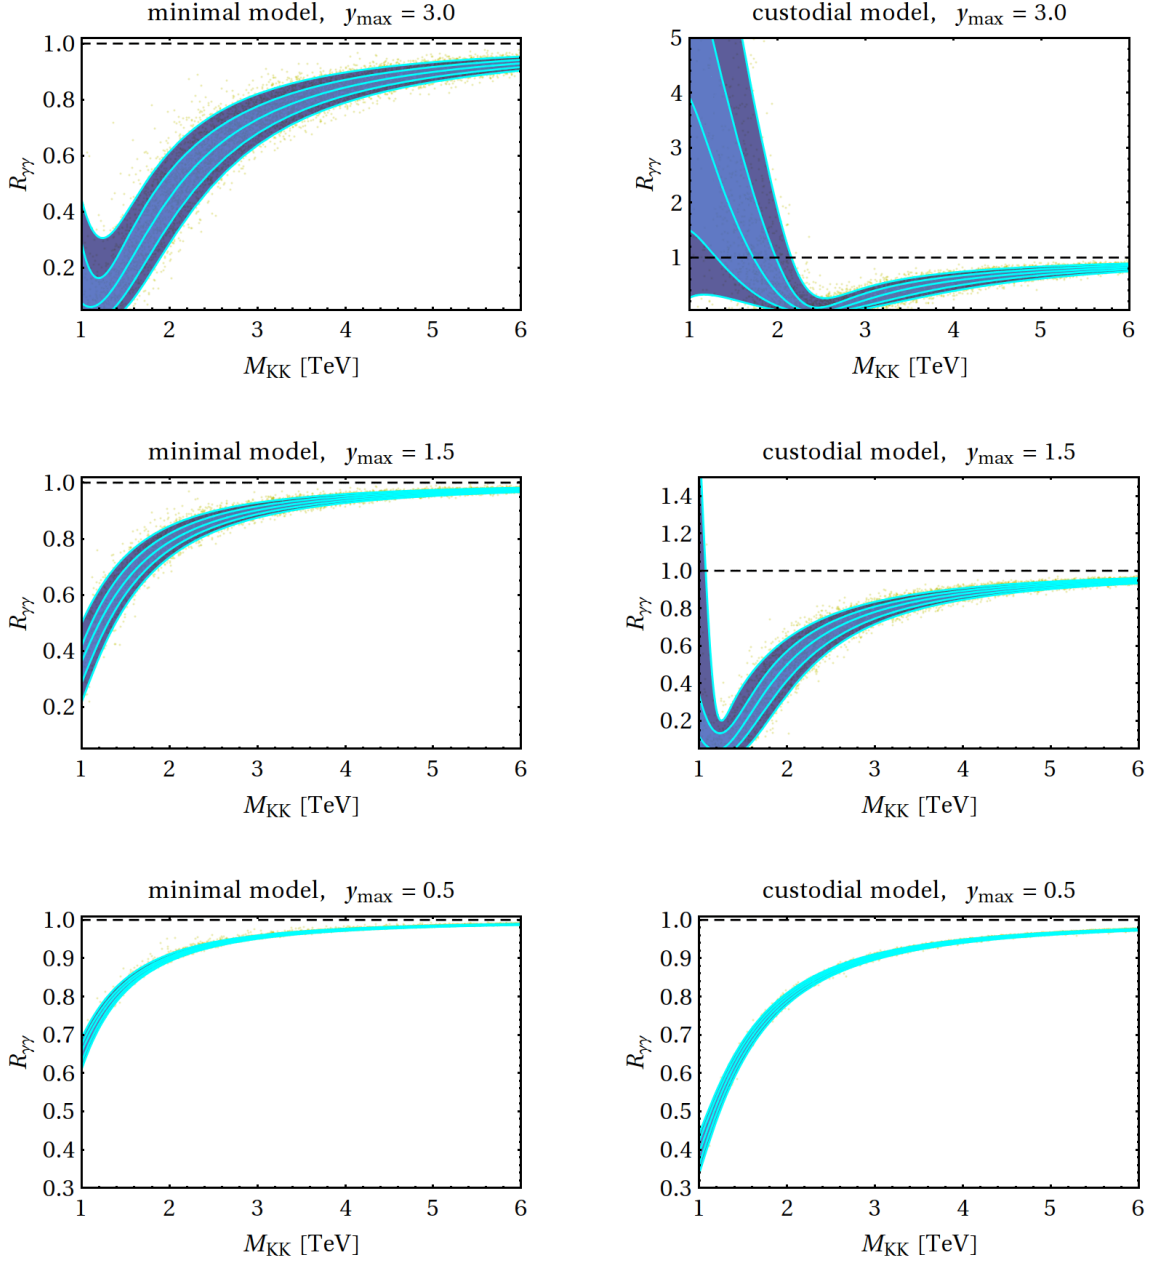 minimal model, y_max = 3.0
1.0
0.8
0.6
0.4
0.2
R_γγ
1 2 3 4 5 6
M_KK [TeV]
custodial model, y_max = 3.0
5
4
3
2
1
R_γγ
1 2 3 4 5 6
M_KK [TeV]
minimal model, y_max = 1.5
1.0
0.8
0.6
0.4
0.2
R_γγ
1 2 3 4 5 6
M_KK [TeV]
custodial model, y_max = 1.5
1.4
1.2
1.0
0.8
0.6
0.4
0.2
R_γγ
1 2 3 4 5 6
M_KK [TeV]
minimal model, y_max = 0.5
1.0
0.9
0.8
0.7
0.6
0.5
0.4
0.3
R_γγ
1 2 3 4 5 6
M_KK [TeV]
custodial model, y_max = 0.5
1.0
0.9
0.8
0.7
0.6
0.5
0.4
0.3
R_γγ
1 2 3 4 5 6
M_KK [TeV]